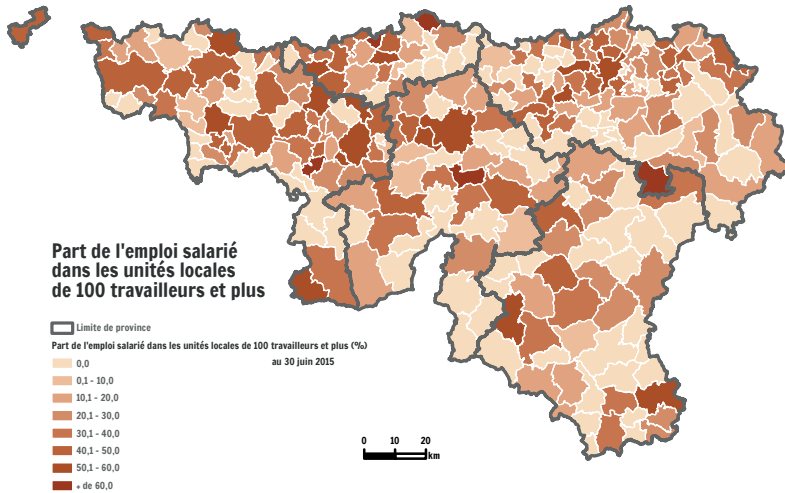 Part de l'emploi salarié
dans les unités locales
de 100 travailleurs et plus
Limite de province
Part de l'emploi salarié dans les unités locales de 100 travailleurs et plus (%)
au 30 juin 2015
0,0
0,1 - 10,0
10,1 - 20,0
20,1 - 30,0
30,1 - 40,0
40,1 - 50,0
50,1 - 60,0
+ de 60,0
0 10 20
km